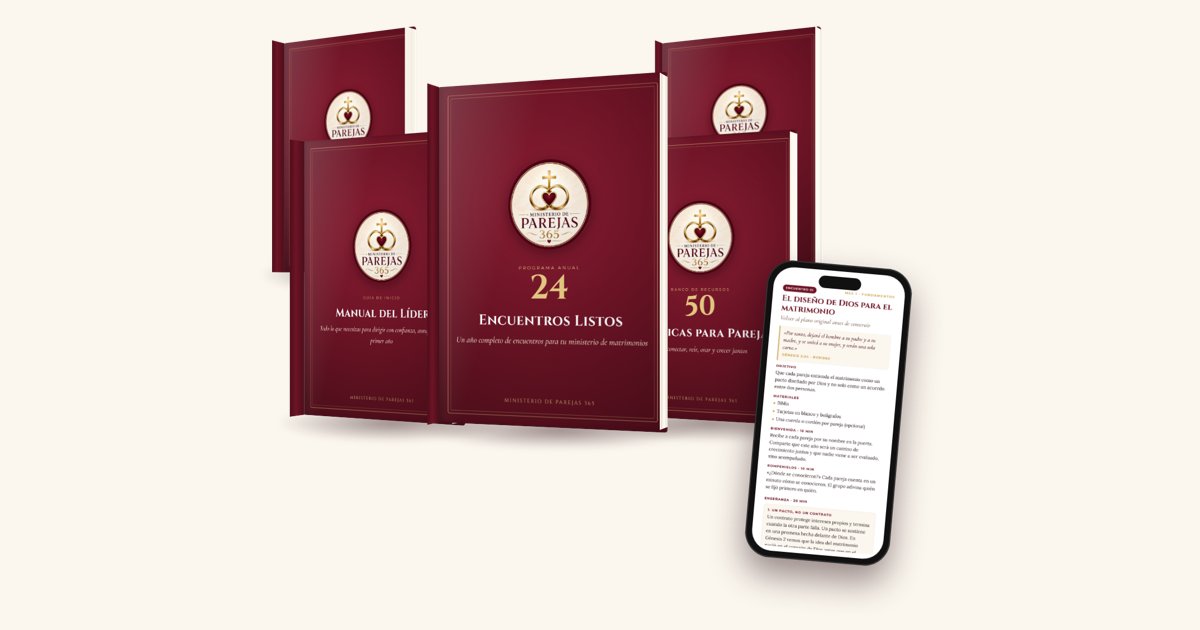 MINISTERIO DE
PAREJAS
MINISTERIO DE
PAREJAS
365
GUÍA DE INICIO
MANUAL DEL LÍDER
Todo lo que necesitas para dirigir con confianza,
primer año
MINISTERIO DE PAREJAS 365
MINISTERIO DE
PAREJAS
365
PROGRAMA ANUAL
24
ENCUENTROS LISTOS
Un año completo de encuentros para tu ministerio de matrimonios
MINISTERIO DE PAREJAS 365
MINISTERIO DE
PAREJAS
MINISTERIO DE
PAREJAS
365
BANCO DE RECURSOS
50
ICAS PARA PAREJ
conectar, reír, orar y crecer juntos
MINISTERIO DE PAREJAS 365
ENCUENTRO 01
MES 1 · FUNDAMENTOS
EL DISEÑO DE DIOS PARA EL
MATRIMONIO
Volver al plano original antes de construir
«Por tanto, dejará el hombre a su padre y a su
madre, y se unirá a su mujer, y serán una sola
carne.»
OBJETIVO
Que cada pareja entienda el matrimonio como un
pacto diseñado por Dios y no solo como un acuerdo
entre dos personas.
MATERIALES
Biblia
Tarjetas en blanco y bolígrafos
Una cuerda o cordón por pareja (opcional)
BIENVENIDA · 10 MIN
Recibe a cada pareja por su nombre en la puerta.
Comparte que este año será un camino de
crecimiento juntos y que nadie viene a ser evaluado,
sino acompañado.
ROMPEHIELOS · 10 MIN
«¿Dónde se conocieron?» Cada pareja cuenta en un
minuto cómo se conocieron. El grupo adivina quién
se fijó primero en quién.
ENSEÑANZA · 20 MIN
1. UN PACTO, NO UN CONTRATO
Un contrato protege intereses propios y termina
cuando la otra parte falla. Un pacto se sostiene
en una promesa hecha delante de Dios. En
Génesis 2 vemos que la idea del matrimonio